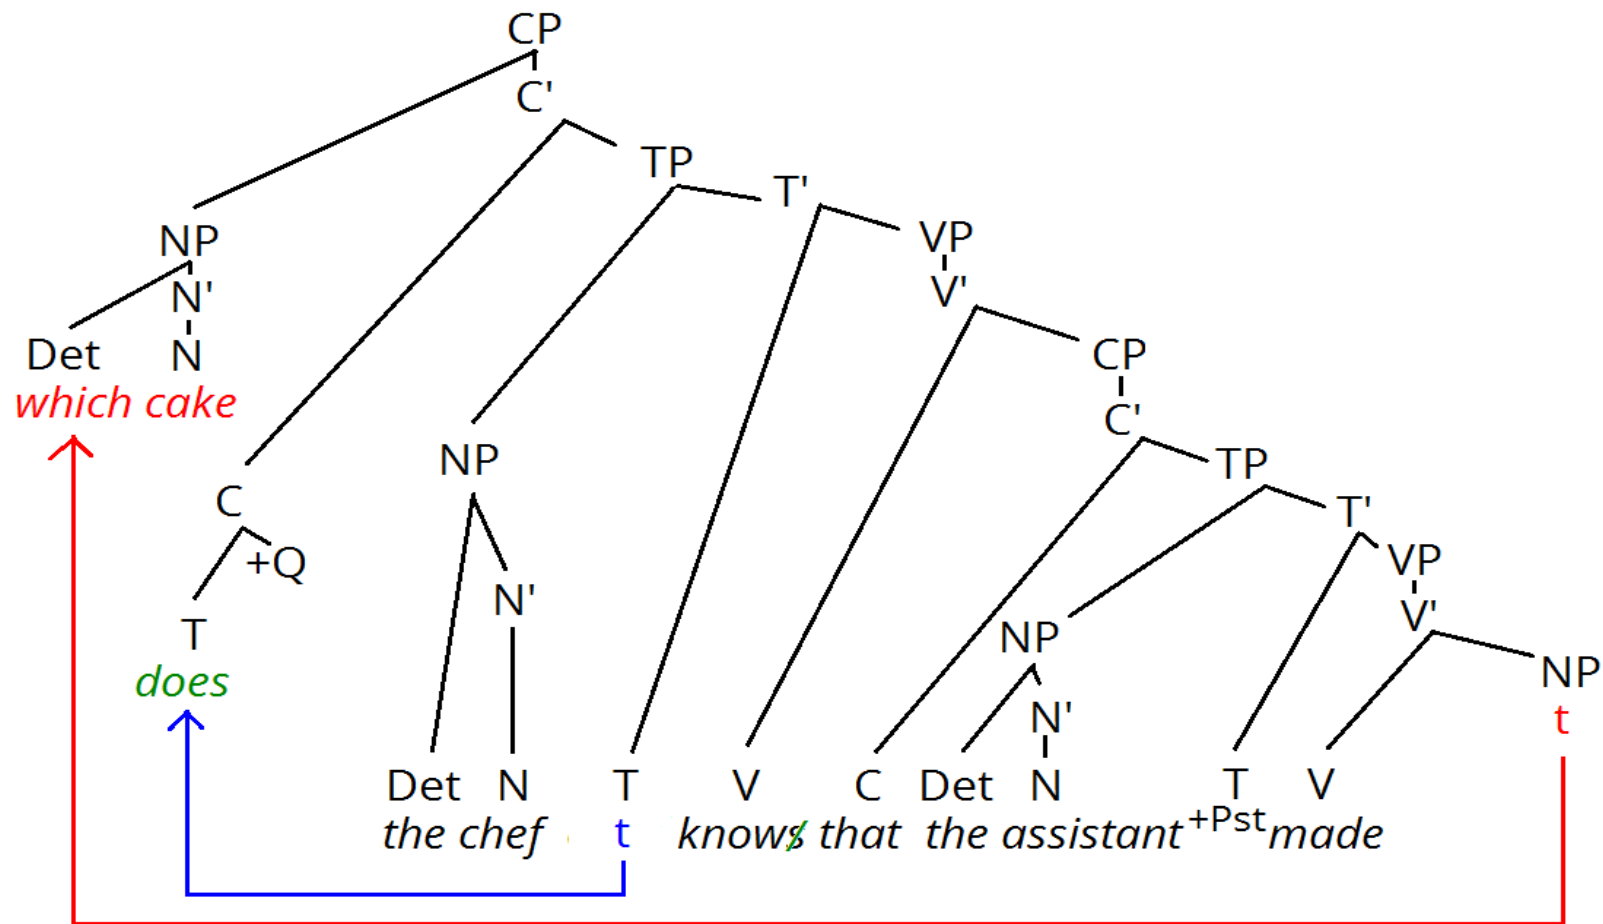 CP
C'
TP
T'
NP
VP
N'
V'
Det N
CP
which cake
C'
NP
TP
C
T'
+Q
VP
N'
V'
T
NP
NP
does
N'
t
Det N T V C Det N T V
the chef t knows that the assistant +Pst made